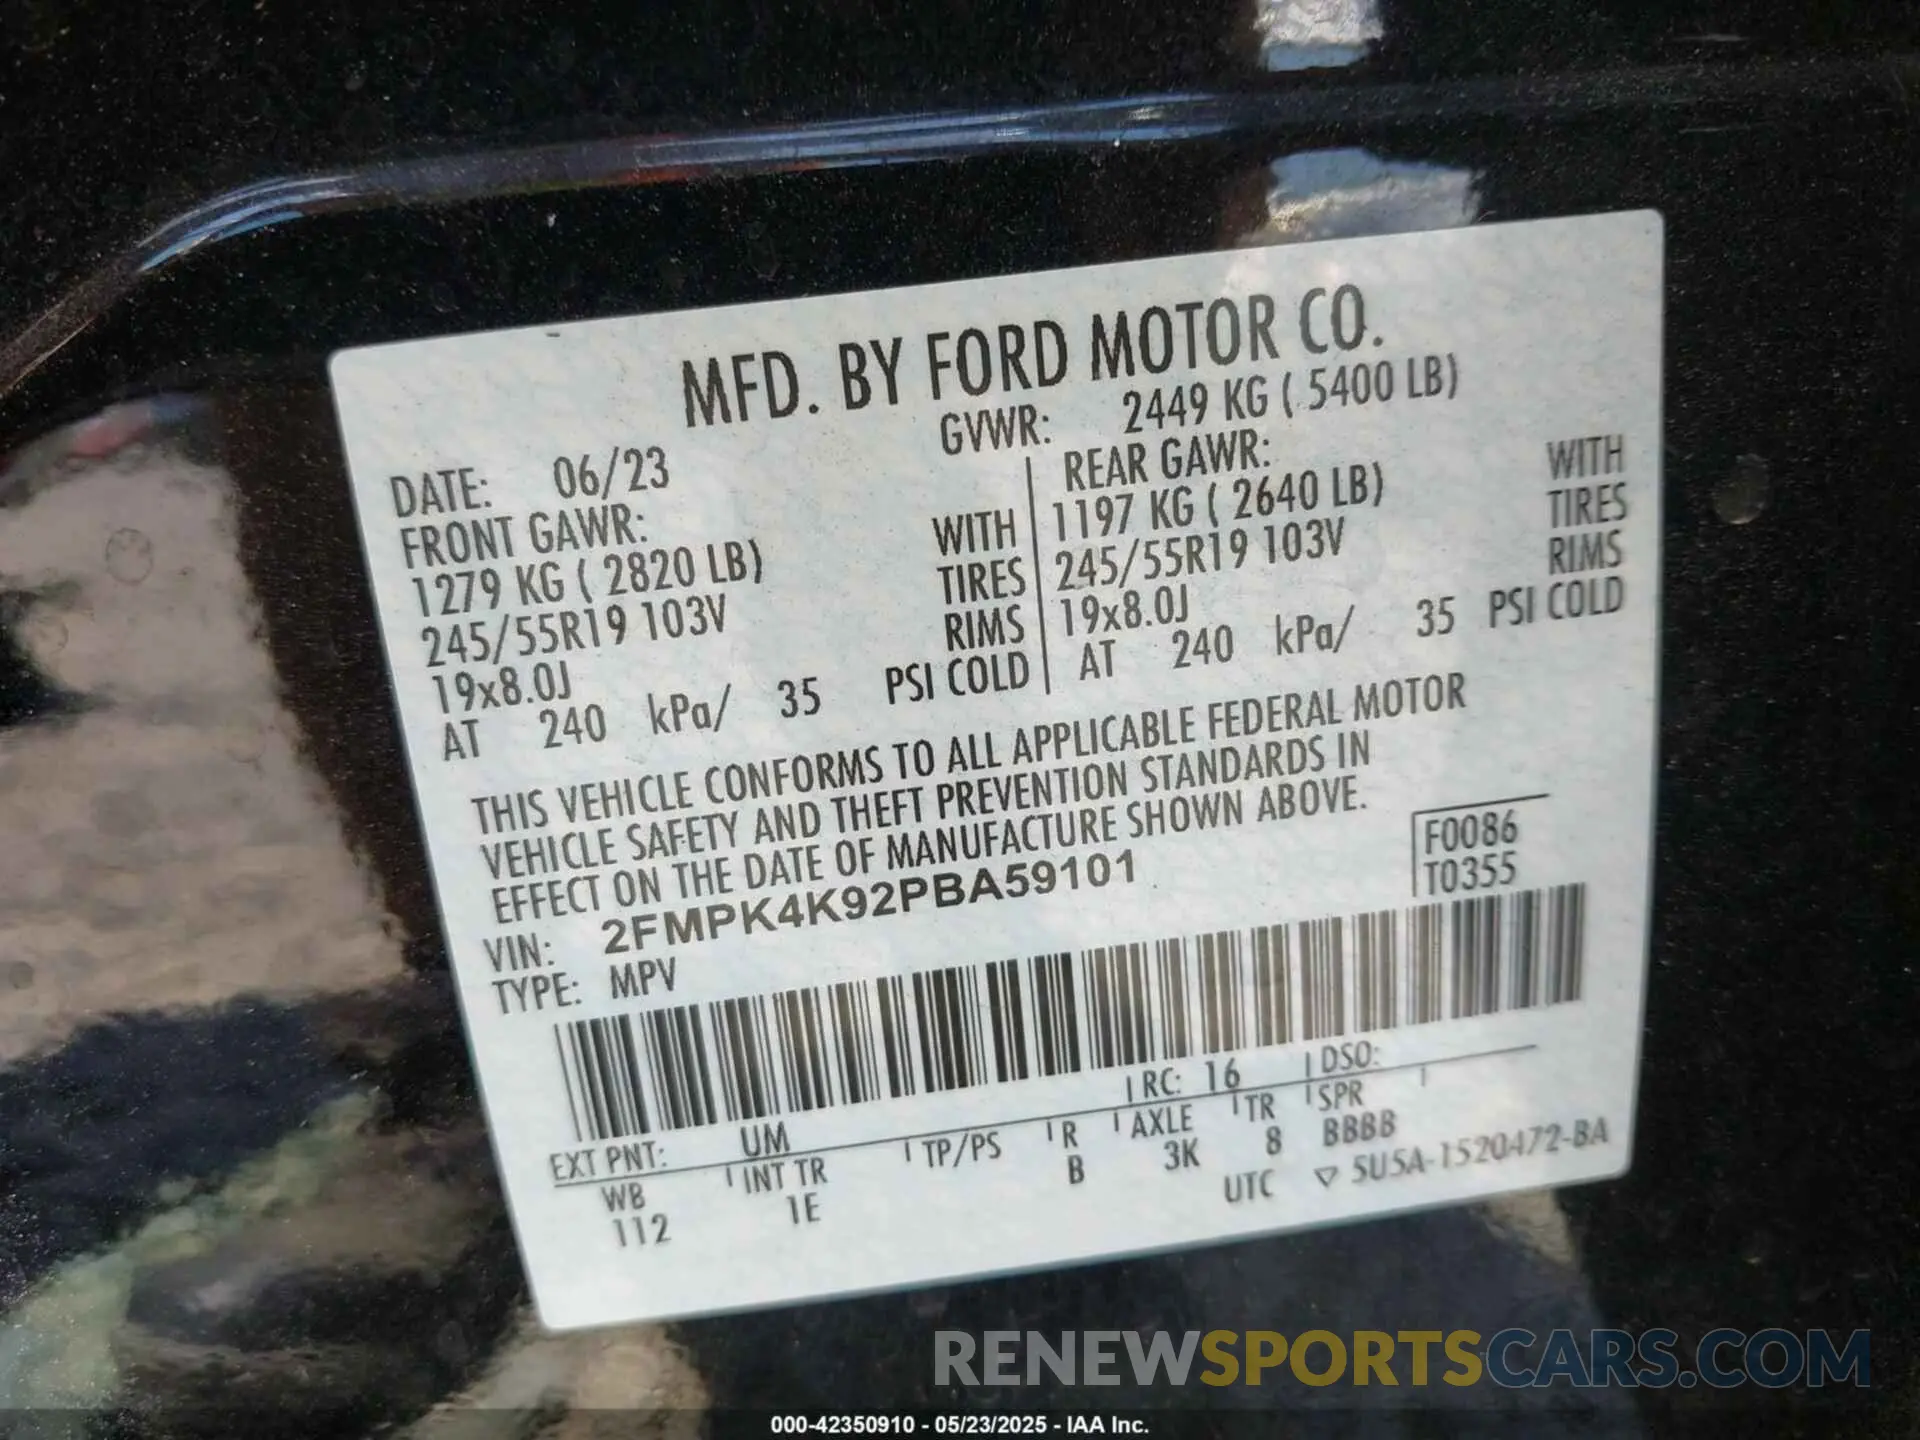 MFD. BY FORD MOTOR CO.
DATE: 06/23 GVWR: 2449 KG ( 5400 LB)
FRONT GAWR: REAR GAWR:
1279 KG ( 2820 LB) WITH 1197 KG ( 2640 LB) WITH
245/55R19 103V TIRES 245/55R19 103V TIRES
19x8.0J RIMS 19x8.0J RIMS
AT 240 kPa/ 35 PSI COLD AT 240 kPa/ 35 PSI COLD
THIS VEHICLE CONFORMS TO ALL APPLICABLE FEDERAL MOTOR
VEHICLE SAFETY AND THEFT PREVENTION STANDARDS IN
EFFECT ON THE DATE OF MANUFACTURE SHOWN ABOVE.
VIN: 2FMPK4K92PBA59101 F0086
TYPE: MPV T0355
EXT PNT: UM RC: 16 DSO:
WB INT TR TP/PS R AXLE TR SPR
112 1E B 3K 8 BBBB
UTC ▽ 5U5A-1520472-BA
RENEWSPORTSCARS.COM
000-42350910 - 05/23/2025 - IAA Inc.